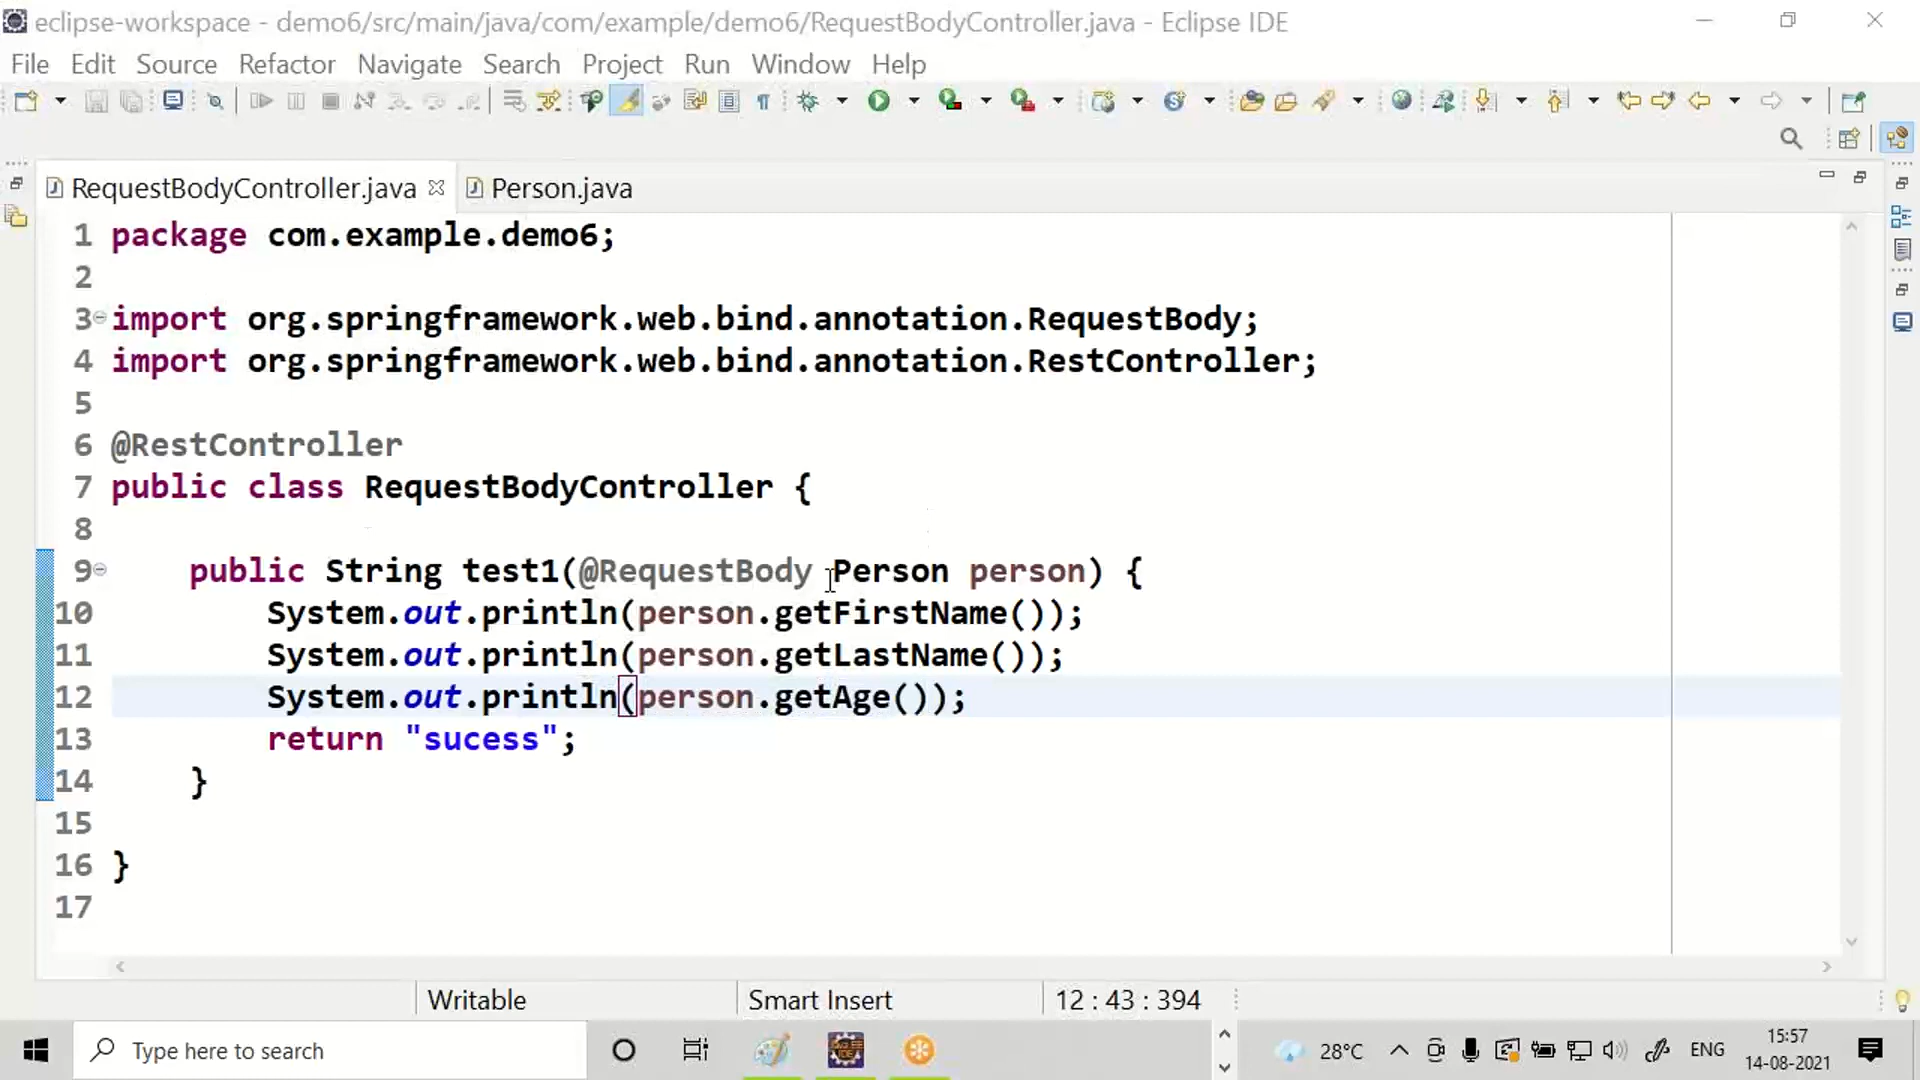 eclipse-workspace - demo6/src/main/java/com/example/demo6/RequestBodyController.java - Eclipse IDE
File Edit Source Refactor Navigate Search Project Run Window Help
RequestBodyController.java Person.java
1 package com.example.demo6;
2
3 import org.springframework.web.bind.annotation.RequestBody;
4 import org.springframework.web.bind.annotation.RestController;
5
6 @RestController
7 public class RequestBodyController {
8
9 public String test1(@RequestBody Person person) {
10 System.out.println(person.getFirstName());
11 System.out.println(person.getLastName());
12 System.out.println(person.getAge());
13 return "sucess";
14 }
15
16 }
17
Writable Smart Insert 12 : 43 : 394
Type here to search 28°C ENG 15:57
14-08-2021